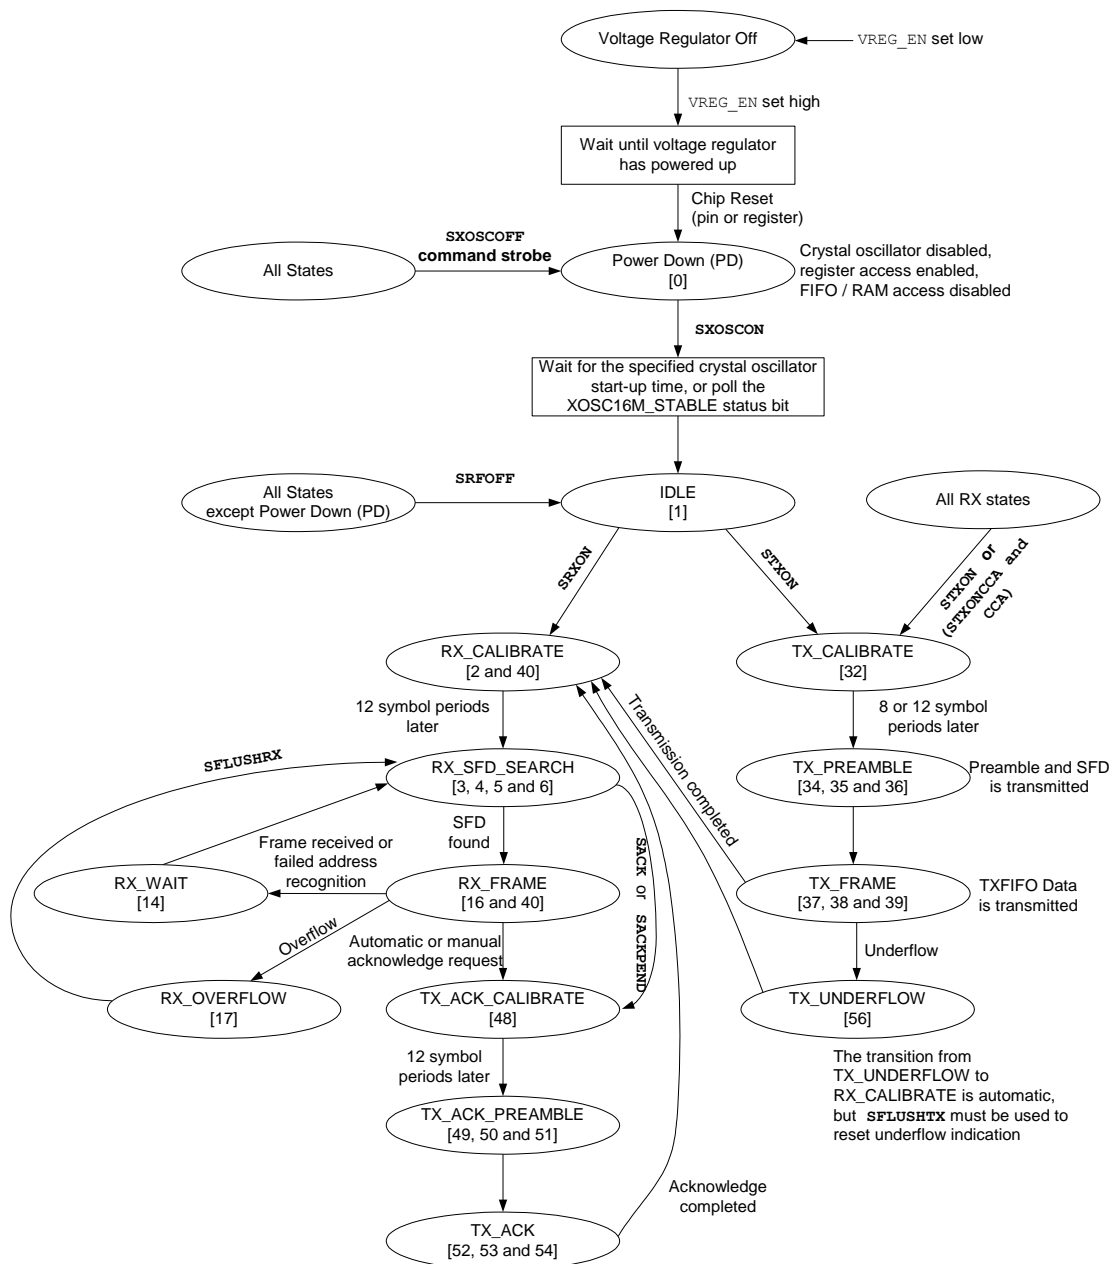 Voltage Regulator Off
VREG_EN set low
VREG_EN set high
Wait until voltage regulator
has powered up
Chip Reset
(pin or register)
SXOSCOFF
command strobe
All States
Power Down (PD)
[0]
Crystal oscillator disabled,
register access enabled,
FIFO / RAM access disabled
SXOSCON
Wait for the specified crystal oscillator
start-up time, or poll the
XOSC16M_STABLE status bit
All States
except Power Down (PD)
SRFOFF
IDLE
[1]
All RX states
SRXON
STXON
STXON or
(STXONCCA and
CCA)
RX_CALIBRATE
[2 and 40]
TX_CALIBRATE
[32]
12 symbol periods
later
8 or 12 symbol
periods later
Transmission completed
SFLUSHRX
RX_SFD_SEARCH
[3, 4, 5 and 6]
TX_PREAMBLE
[34, 35 and 36]
Preamble and SFD
is transmitted
SFD
found
SACK or SACKPEND
Frame received or
failed address
recognition
RX_WAIT
[14]
RX_FRAME
[16 and 40]
TX_FRAME
[37, 38 and 39]
TXFIFO Data
is transmitted
Overflow
Automatic or manual
acknowledge request
Underflow
RX_OVERFLOW
[17]
TX_ACK_CALIBRATE
[48]
TX_UNDERFLOW
[56]
12 symbol
periods later
The transition from
TX_UNDERFLOW to
RX_CALIBRATE is automatic,
but SFLUSHTX must be used to
reset underflow indication
TX_ACK_PREAMBLE
[49, 50 and 51]
Acknowledge
completed
TX_ACK
[52, 53 and 54]